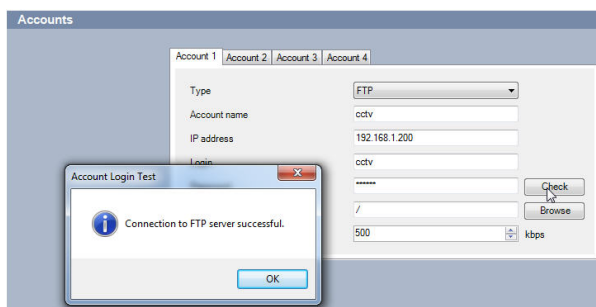 Accounts
Account 1 Account 2 Account 3 Account 4
Type FTP
Account name cctv
IP address 192.168.1.200
Login cctv
Account Login Test
****** Check
Connection to FTP server successful.
/ Browse
500 kbps
OK